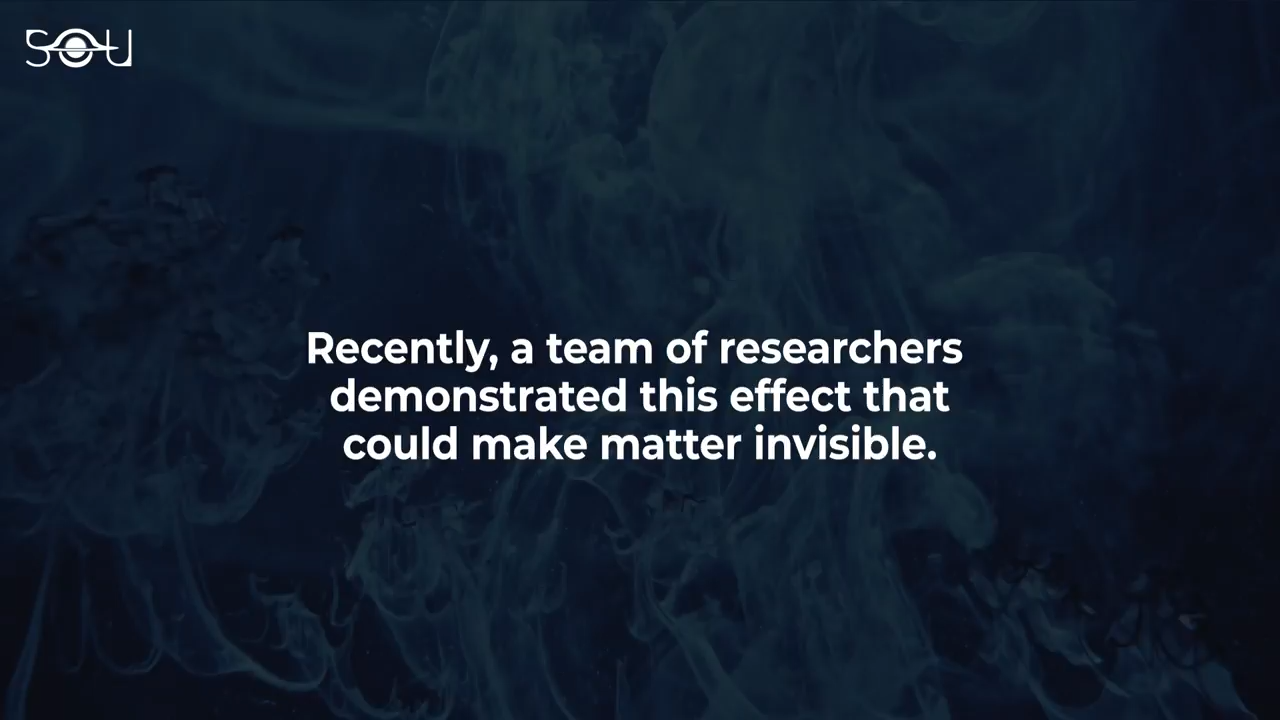 SOU
Recently, a team of researchers
demonstrated this effect that
could make matter invisible.